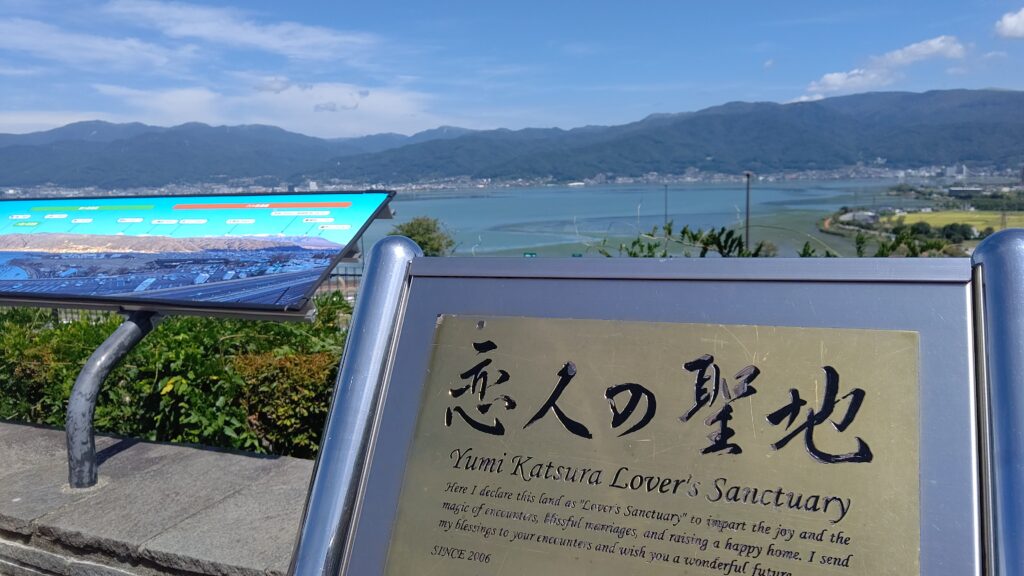 恋人の聖地
Yumi Katsura Lover's Sanctuary
Here I declare this land as "Lover's Sanctuary" to impart the joy and the
magic of encounters, blissful marriages, and raising a happy home. I send
my blessings to your encounters and wish you a wonderful future.
SINCE 2006